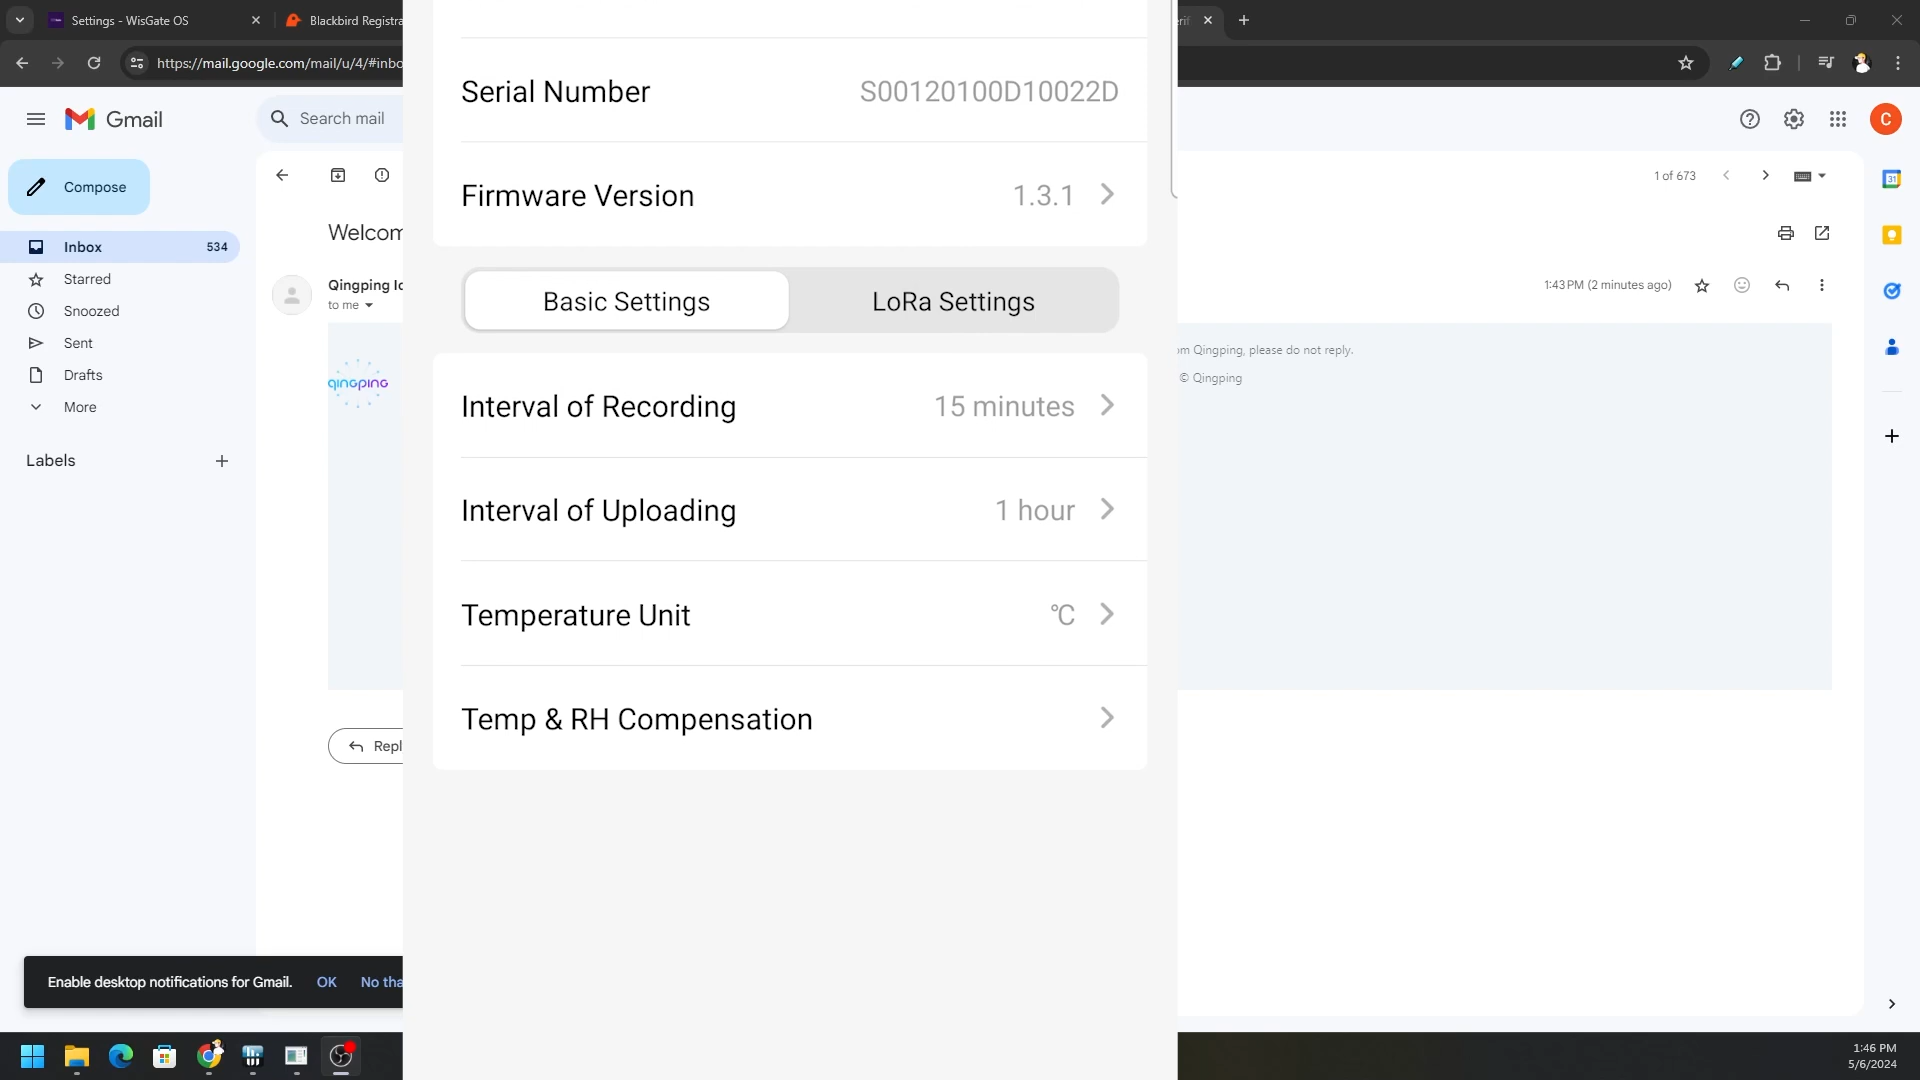 Settings - WisGate OS
Blackbird Registra
https://mail.google.com/mail/u/4/#inbo
Gmail
Search mail
C
Compose
Inbox 534
Starred
Snoozed
Sent
Drafts
More
Labels
1 of 673
Welcom
Qingping
to me
1:43 PM (2 minutes ago)
qingping
Repl
Enable desktop notifications for Gmail. OK No tha
Serial Number S00120100D10022D
Firmware Version 1.3.1
Basic Settings LoRa Settings
Interval of Recording 15 minutes
Interval of Uploading 1 hour
Temperature Unit °C
Temp & RH Compensation
om Qingping, please do not reply.
© Qingping
31
1:46 PM
5/6/2024